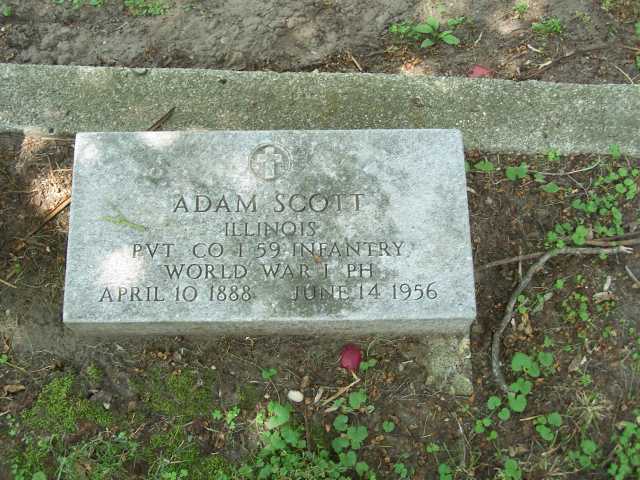 ADAM SCOTT
ILLINOIS
PVT CO I 59 INFANTRY
WORLD WAR I PH
APRIL 10 1888 JUNE 14 1956